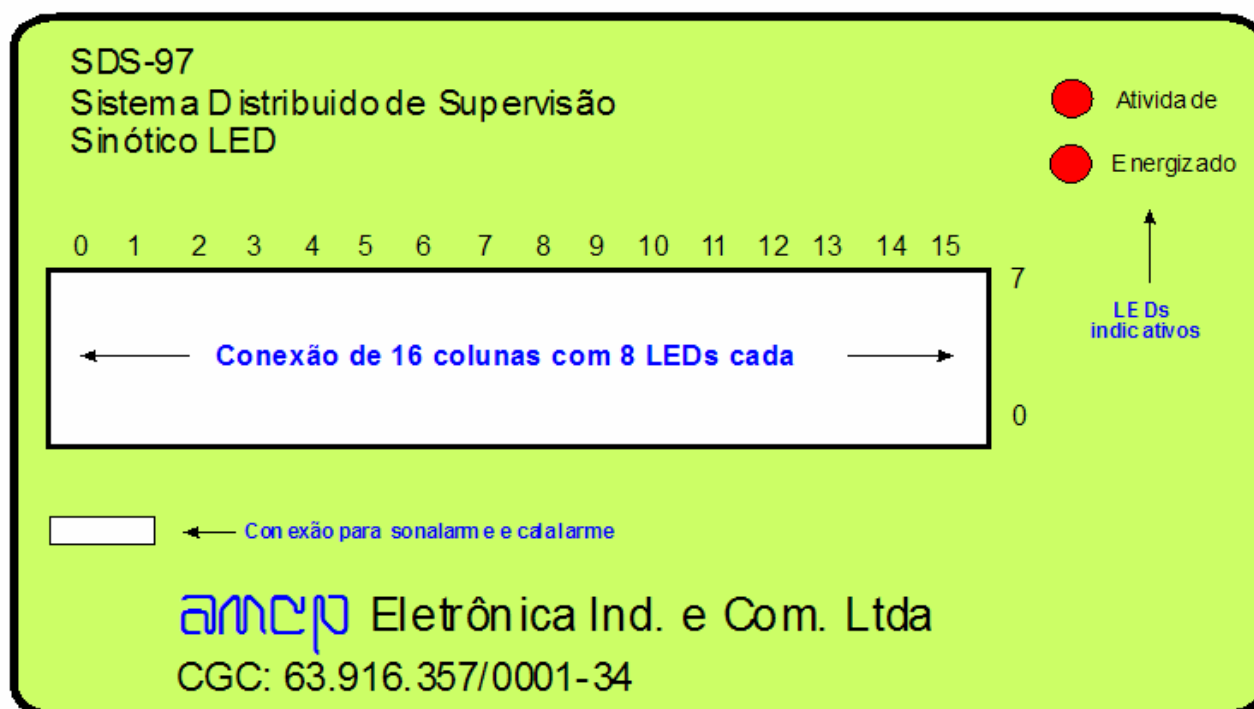 SDS-97
Sistema Distribuido de Supervisão
Sinótico LED
Atividade
Energizado
0 1 2 3 4 5 6 7 8 9 10 11 12 13 14 15
7
LEDs
indicativos
Conexão de 16 colunas com 8 LEDs cada
0
Conexão para sonalarme e calalarme
amcp Eletrônica Ind. e Com. Ltda
CGC: 63.916.357/0001-34